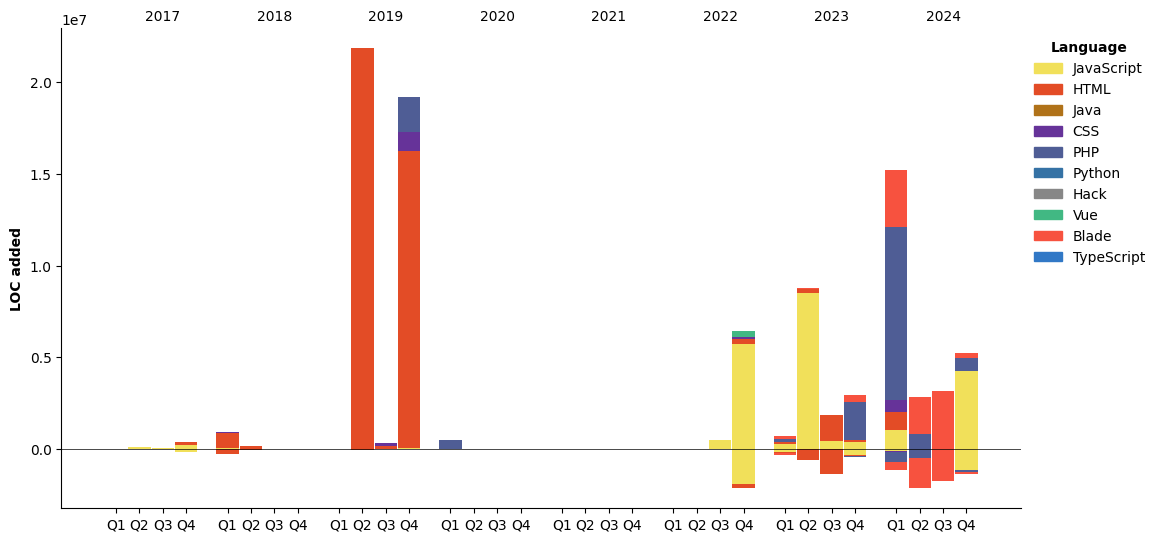 2017 2018 2019 2020 2021 2022 2023 2024
1e7
2.0
1.5
1.0
0.5
0.0
LOC added
Q1 Q2 Q3 Q4 Q1 Q2 Q3 Q4 Q1 Q2 Q3 Q4 Q1 Q2 Q3 Q4 Q1 Q2 Q3 Q4 Q1 Q2 Q3 Q4 Q1 Q2 Q3 Q4 Q1 Q2 Q3 Q4
Language
JavaScript
HTML
Java
CSS
PHP
Python
Hack
Vue
Blade
TypeScript